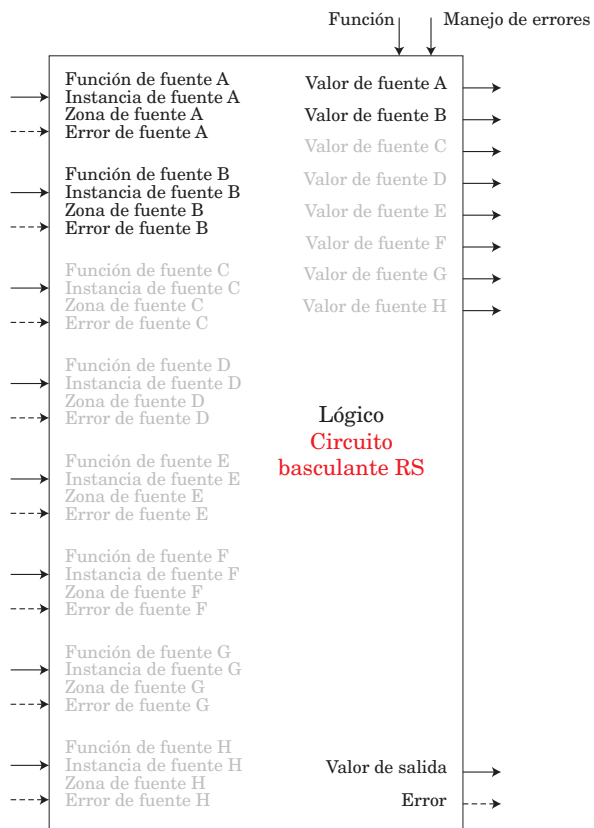 Función
Manejo de errores
Función de fuente A
Instancia de fuente A
Zona de fuente A
Error de fuente A
Función de fuente B
Instancia de fuente B
Zona de fuente B
Error de fuente B
Función de fuente C
Instancia de fuente C
Zona de fuente C
Error de fuente C
Función de fuente D
Instancia de fuente D
Zona de fuente D
Error de fuente D
Función de fuente E
Instancia de fuente E
Zona de fuente E
Error de fuente E
Función de fuente F
Instancia de fuente F
Zona de fuente F
Error de fuente F
Función de fuente G
Instancia de fuente G
Zona de fuente G
Error de fuente G
Función de fuente H
Instancia de fuente H
Zona de fuente H
Error de fuente H
Valor de fuente A
Valor de fuente B
Valor de fuente C
Valor de fuente D
Valor de fuente E
Valor de fuente F
Valor de fuente G
Valor de fuente H
Lógico
Circuito
basculante RS
Valor de salida
Error